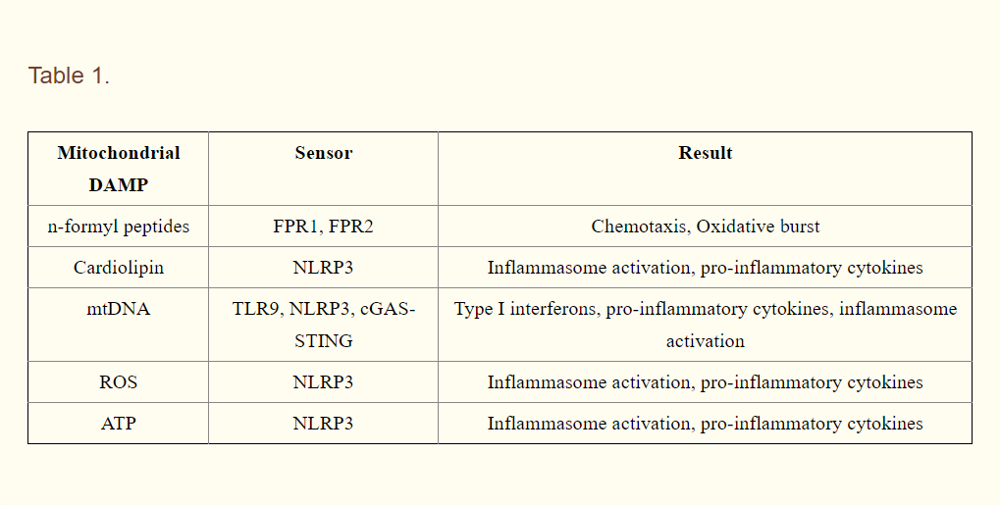 Table 1.
Mitochondrial Sensor Result
DAMP
n-formyl peptides FPR1, FPR2 Chemotaxis, Oxidative burst
Cardiolipin NLRP3 Inflammasome activation, pro-inflammatory cytokines
mtDNA TLR9, NLRP3, cGAS- Type I interferons, pro-inflammatory cytokines, inflammasome
STING activation
ROS NLRP3 Inflammasome activation, pro-inflammatory cytokines
ATP NLRP3 Inflammasome activation, pro-inflammatory cytokines